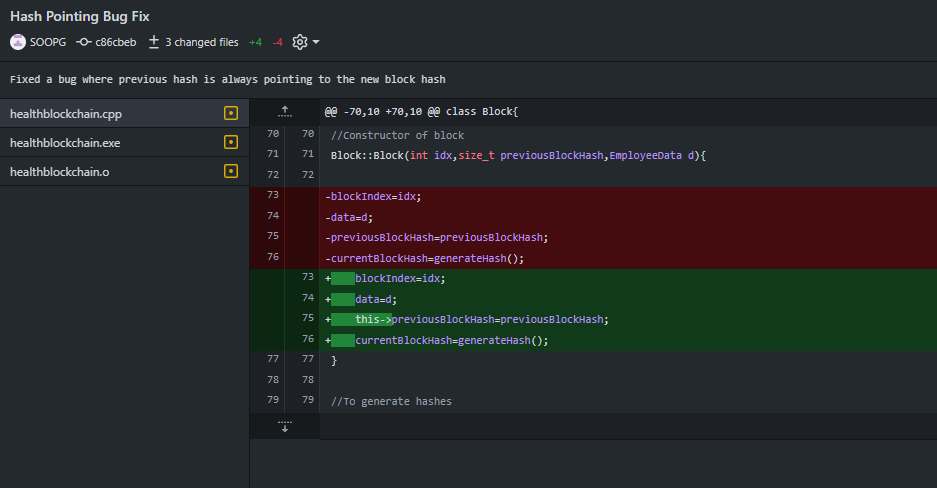 Hash Pointing Bug Fix
SOOPG c86cbeb 3 changed files +4 -4
Fixed a bug where previous hash is always pointing to the new block hash
healthblockchain.cpp
healthblockchain.exe
healthblockchain.o
@@ -70,10 +70,10 @@ class Block{
70 70 //Constructor of block
71 71 Block::Block(int idx,size_t previousBlockHash,EmployeeData d){
72 72
73 -blockIndex=idx;
74 -data=d;
75 -previousBlockHash=previousBlockHash;
76 -currentBlockHash=generateHash();
73 +    blockIndex=idx;
74 +    data=d;
75 +    this->previousBlockHash=previousBlockHash;
76 +    currentBlockHash=generateHash();
77 77 }
78 78
79 79 //To generate hashes